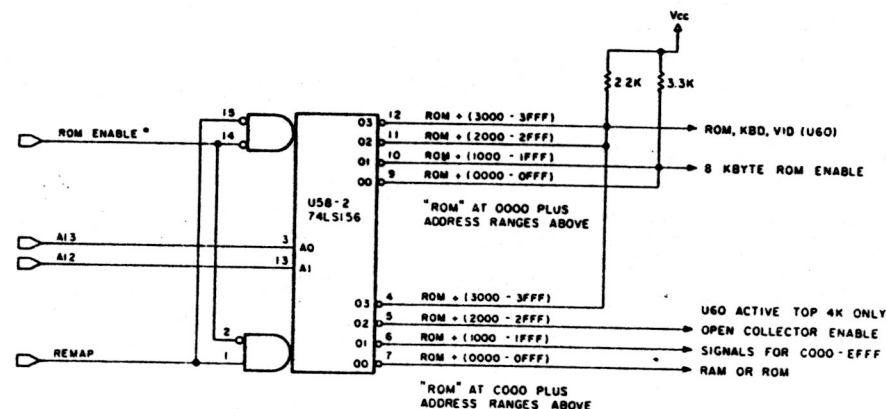 Vcc
2.2K
3.3K
15
14
ROM ENABLE*
03
12
ROM + (3000 - 3FFF)
02
11
ROM + (2000 - 2FFF)
01
10
ROM + (1000 - 1FFF)
00
9
ROM + (0000 - 0FFF)
ROM, KBD, VID (U60)
8 KBYTE ROM ENABLE
U58-2
74LS156
"ROM" AT 0000 PLUS
ADDRESS RANGES ABOVE
A13
3
A0
A12
13
A1
03
4
ROM + (3000 - 3FFF)
02
5
ROM + (2000 - 2FFF)
01
6
ROM + (1000 - 1FFF)
00
7
ROM + (0000 - 0FFF)
2
1
REMAP
U60 ACTIVE TOP 4K ONLY
OPEN COLLECTOR ENABLE
SIGNALS FOR C000 - EFFF
RAM OR ROM
"ROM" AT C000 PLUS
ADDRESS RANGES ABOVE